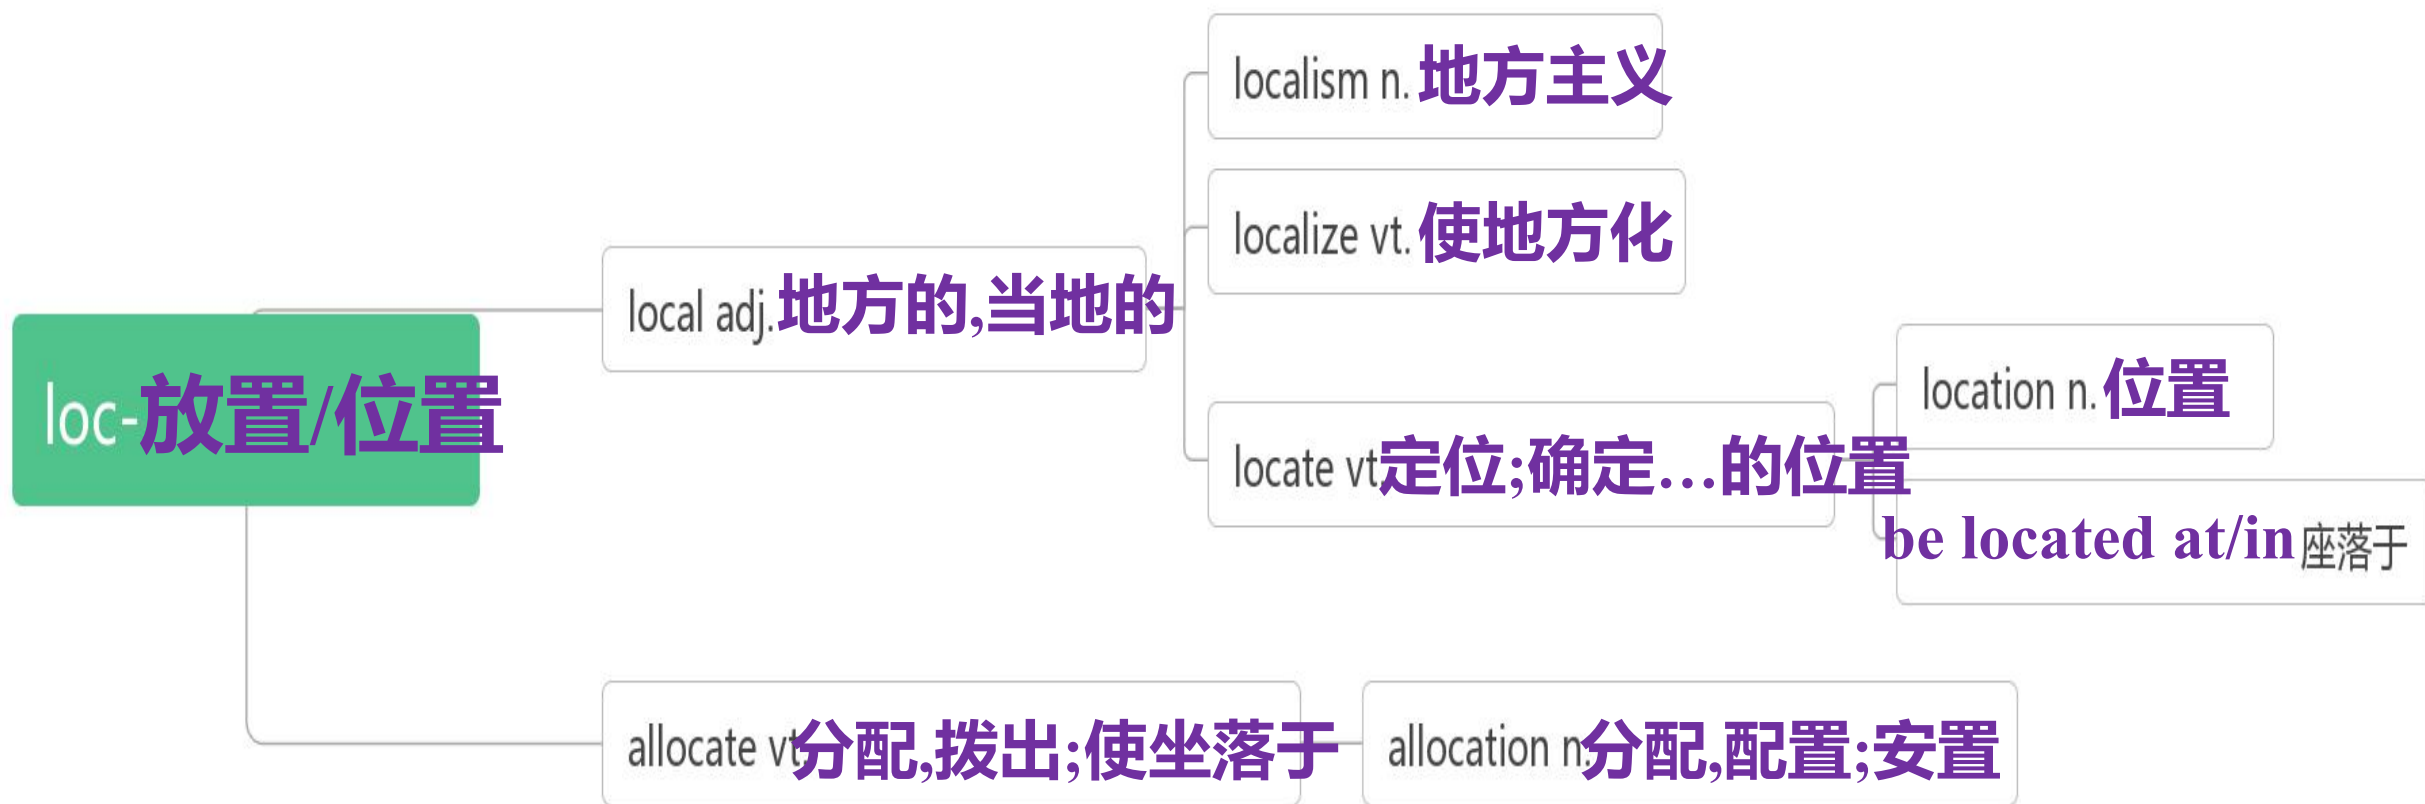 localism n.地方主义
localize vt.使地方化
local adj.地方的,当地的
loc-放置/位置
location n.位置
locate vt.定位;确定…的位置
be located at/in座落于
allocate vt.分配,拨出;使坐落于
allocation n.分配,配置;安置